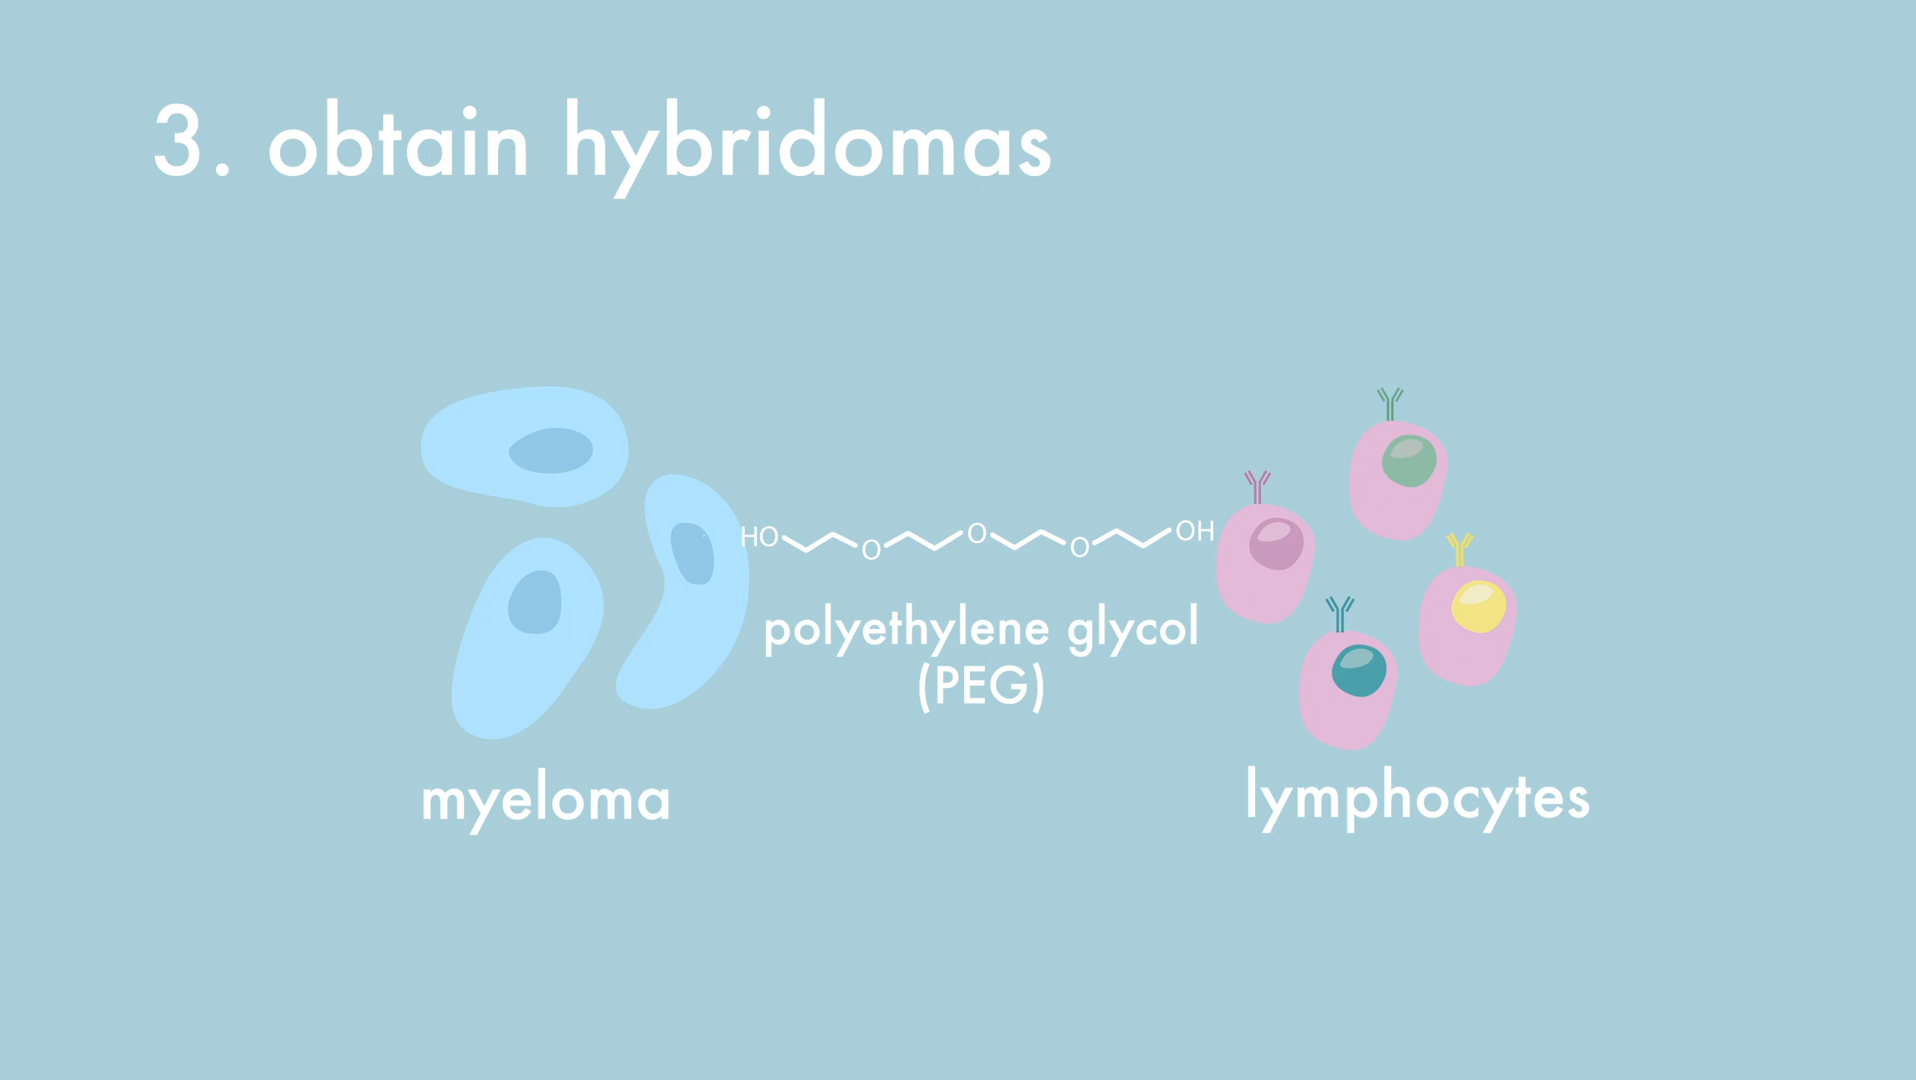 3. obtain hybridomas
HO O O O OH
polyethylene glycol
(PEG)
myeloma
lymphocytes